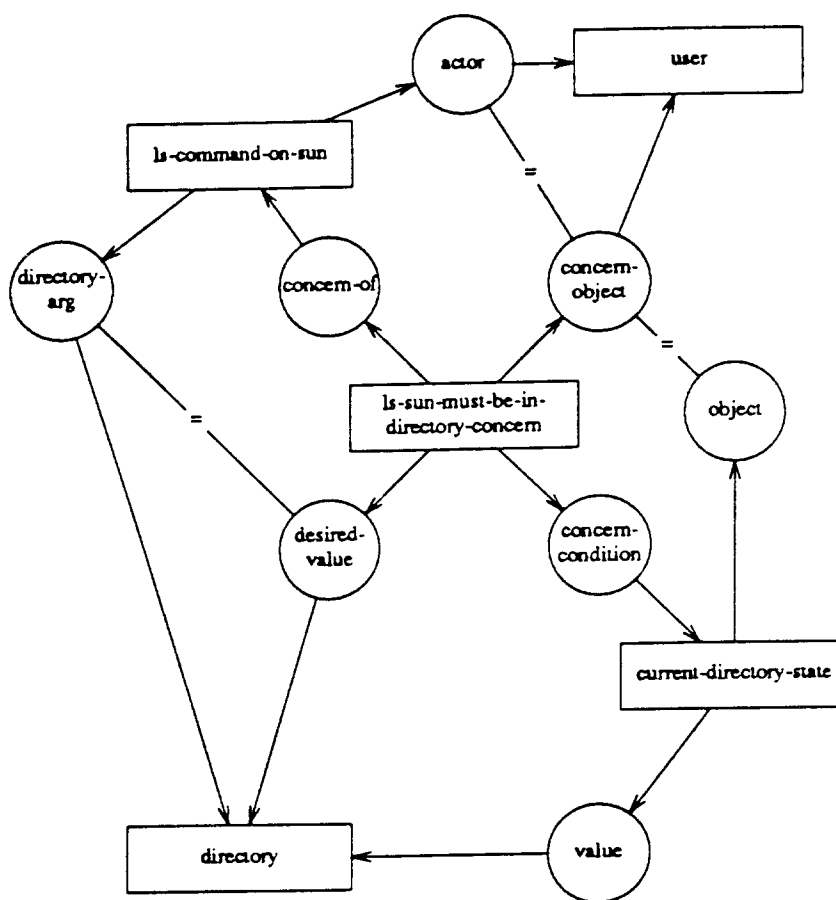 actor
user
ls-command-on-sun
=
directory-
arg
concern-of
concern-
object
=
ls-sun-must-be-in-
directory-concern
object
=
desired-
value
concern-
condition
current-directory-state
directory
value